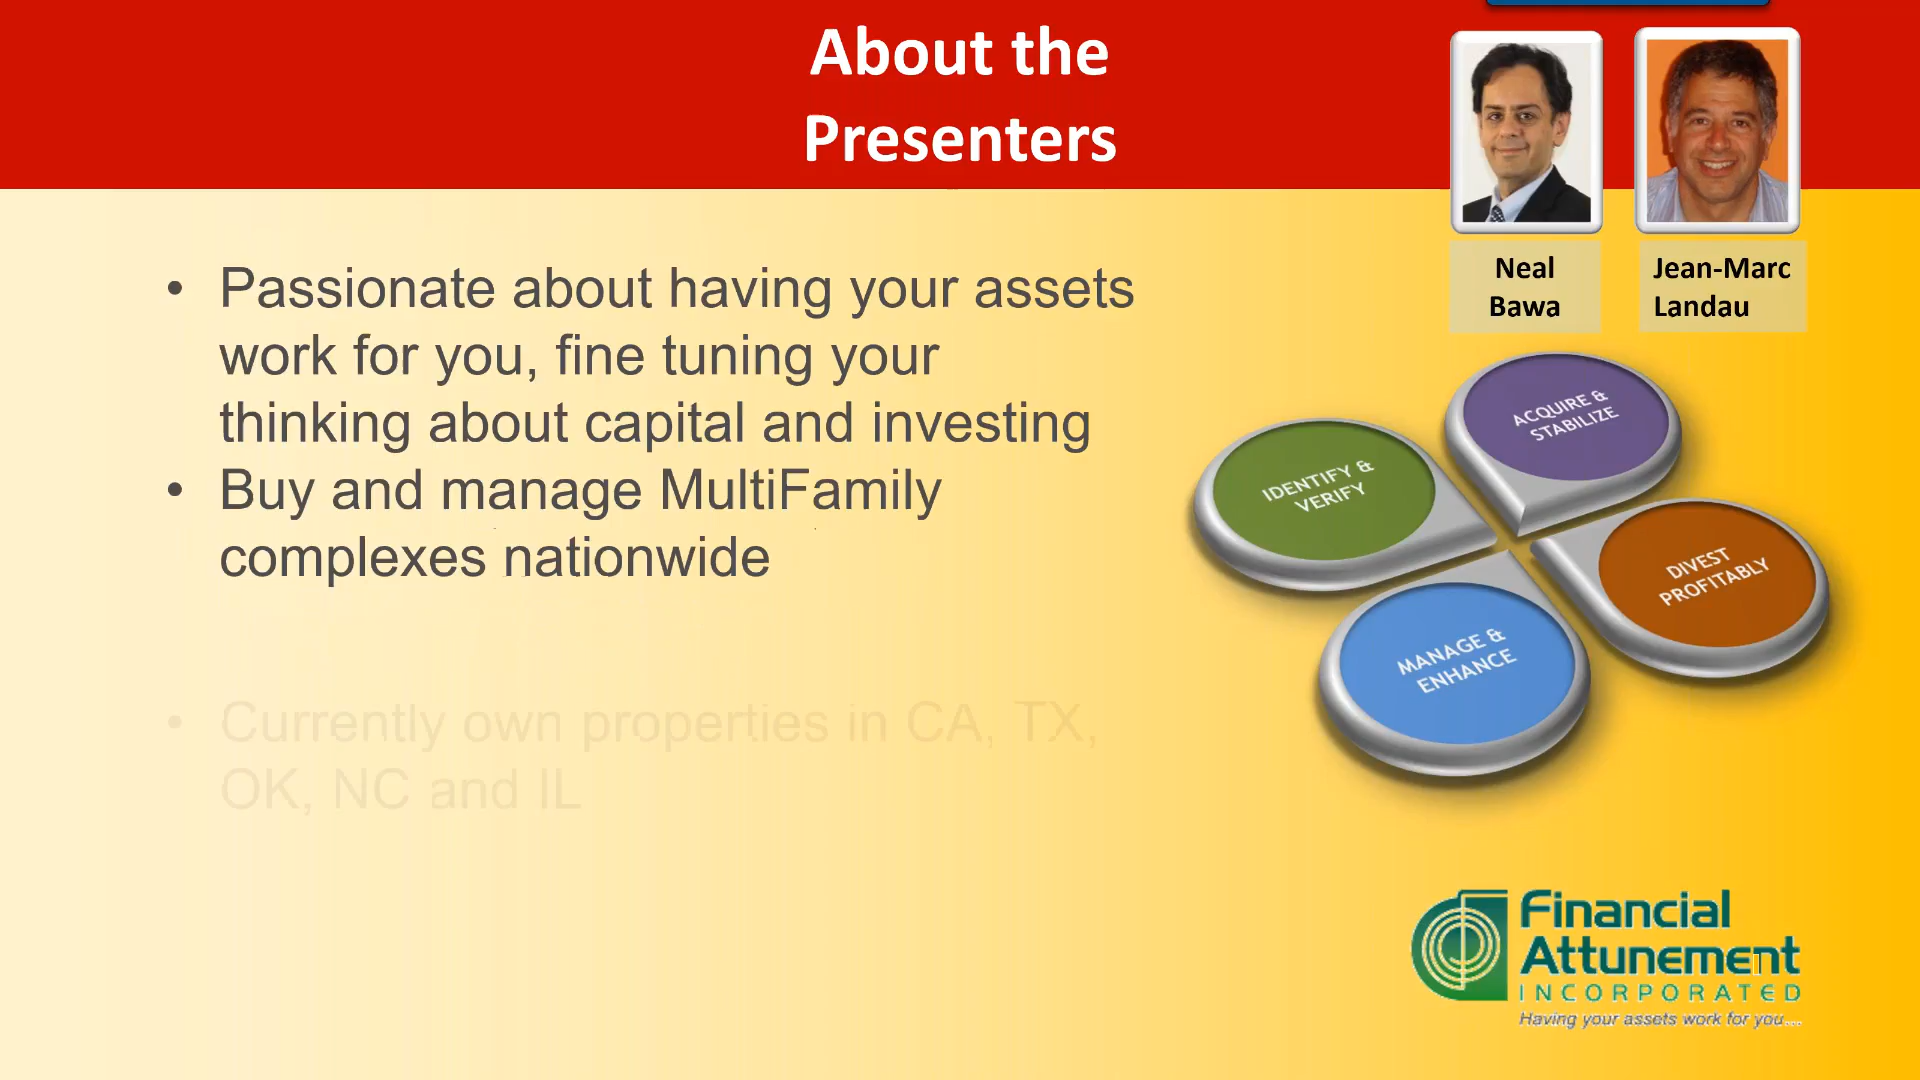 About the
Presenters
Neal
Bawa
Jean-Marc
Landau
• Passionate about having your assets
work for you, fine tuning your
thinking about capital and investing
• Buy and manage MultiFamily
complexes nationwide
• Currently own properties in CA, TX,
OK, NC and IL
ACQUIRE &
STABILIZE
IDENTIFY &
VERIFY
DIVEST
PROFITABLY
MANAGE &
ENHANCE
Financial
Attunement
INCORPORATED
Having your assets work for you...